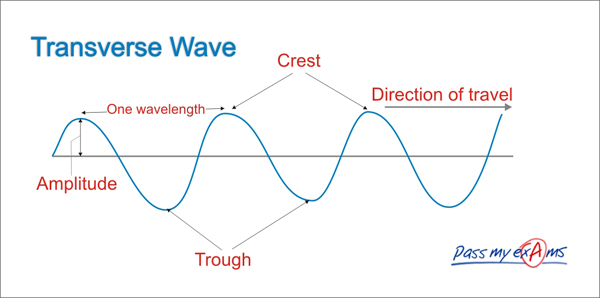 Transverse Wave
Crest
One wavelength
Direction of travel
Amplitude
Trough
pass my exAms